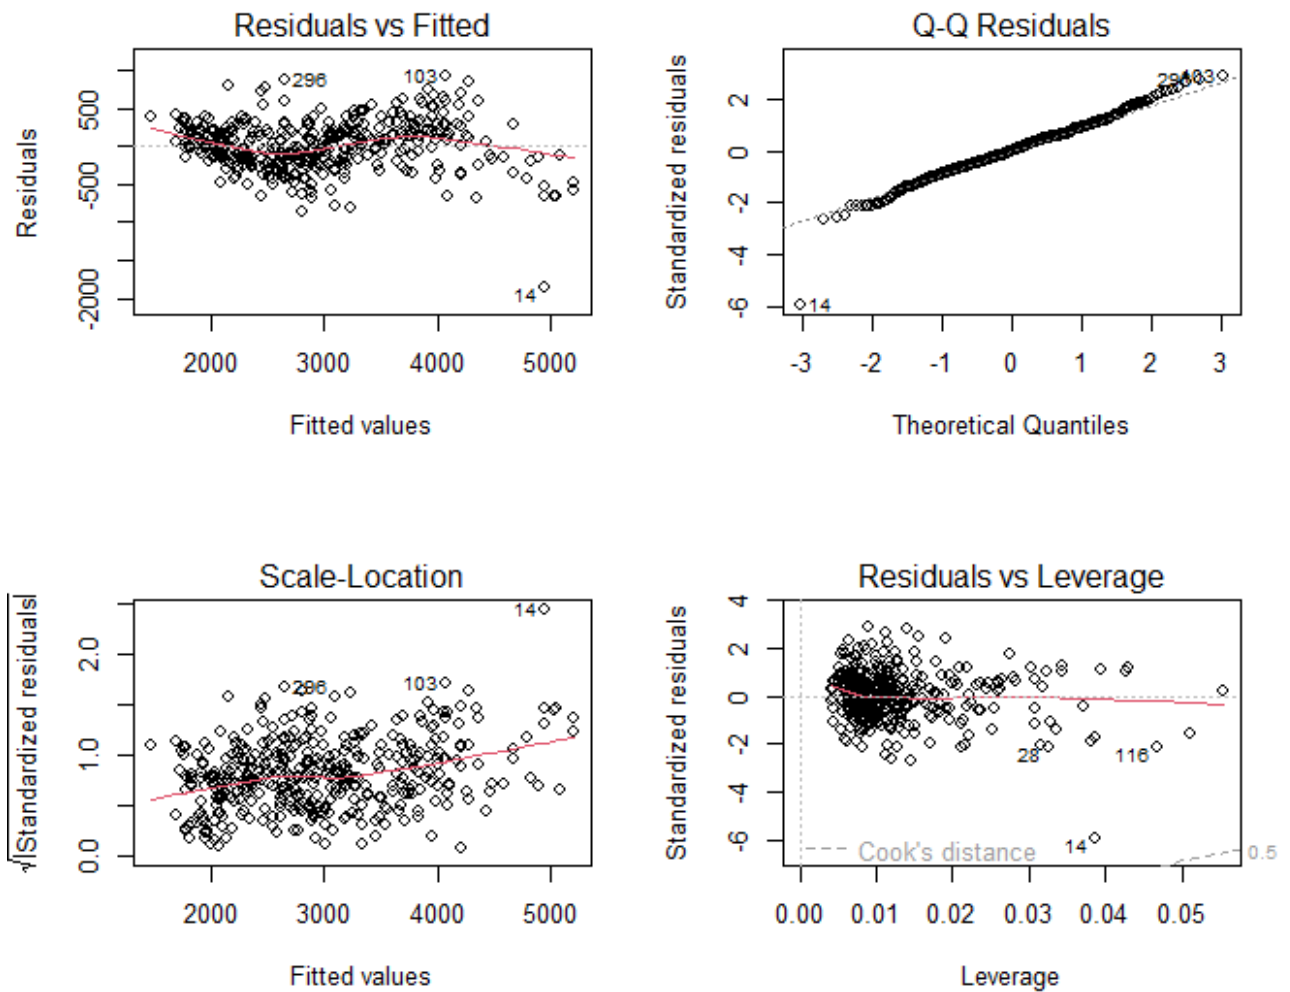 Residuals vs Fitted
Residuals
500
-500
-2000
296
103
14
2000 3000 4000 5000
Fitted values
Q-Q Residuals
Standardized residuals
2
0
-2
-4
-6
296
103
14
-3 -2 -1 0 1 2 3
Theoretical Quantiles
Scale-Location
√|Standardized residuals|
2.0
1.0
0.0
14
296
103
2000 3000 4000 5000
Fitted values
Residuals vs Leverage
Standardized residuals
4
2
0
-2
-4
-6
28
116
14
Cook's distance
0.5
0.00 0.01 0.02 0.03 0.04 0.05
Leverage